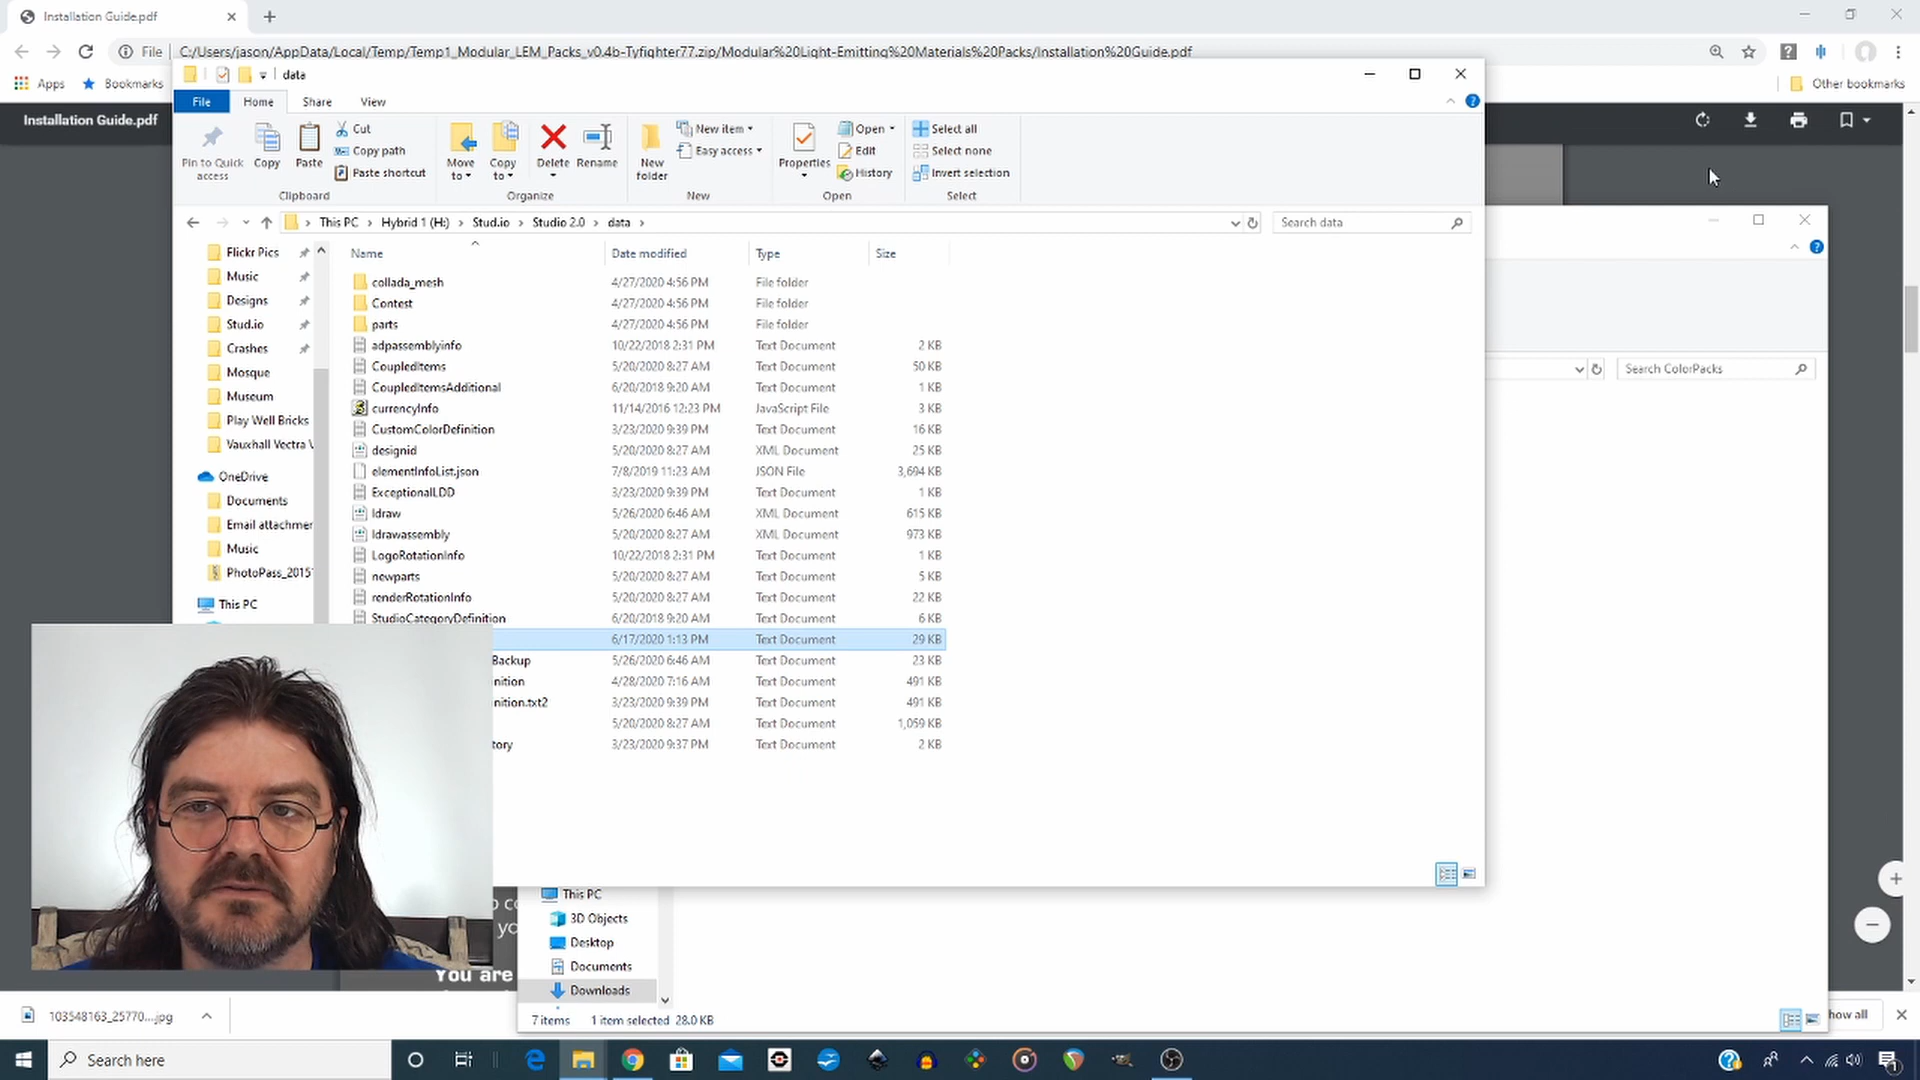 Installation Guide.pdf
File
C:/Users/jason/AppData/Local/Temp/Temp1_Modular_LEM_Packs_v0.4b-Tyfighter77.zip/Modular%20Light-Emitting%20Materials%20Packs/Installation%20Guide.pdf
Apps
Bookmarks
Other bookmarks
Installation Guide.pdf
data
File Home Share View
Pin to Quick access
Copy
Paste
Cut
Copy path
Paste shortcut
Clipboard
Move to
Copy to
Delete
Rename
Organize
New folder
New item
Easy access
New
Properties
Open
Edit
History
Open
Select all
Select none
Invert selection
Select
This PC > Hybrid 1 (H:) > Stud.io > Studio 2.0 > data >
Search data
Search ColorPacks
Flickr Pics
Music
Designs
Stud.io
Crashes
Mosque
Museum
Play Well Bricks
Vauxhall Vectra V
OneDrive
Documents
Email attachmer
Music
PhotoPass_2015
This PC
Name Date modified Type Size
collada_mesh 4/27/2020 4:56 PM File folder
Contest 4/27/2020 4:56 PM File folder
parts 4/27/2020 4:56 PM File folder
adpassemblyinfo 10/22/2018 2:31 PM Text Document 2 KB
CoupledItems 5/20/2020 8:27 AM Text Document 50 KB
CoupledItemsAdditional 6/20/2018 9:20 AM Text Document 1 KB
currencyInfo 11/14/2016 12:23 PM JavaScript File 3 KB
CustomColorDefinition 3/23/2020 9:39 PM Text Document 16 KB
designid 5/20/2020 8:27 AM XML Document 25 KB
elementInfoList.json 7/8/2019 11:23 AM JSON File 3,694 KB
ExceptionalLDD 3/23/2020 9:39 PM Text Document 1 KB
ldraw 5/26/2020 6:46 AM XML Document 615 KB
ldrawassembly 5/20/2020 8:27 AM XML Document 973 KB
LogoRotationInfo 10/22/2018 2:31 PM Text Document 1 KB
newparts 5/20/2020 8:27 AM Text Document 5 KB
renderRotationInfo 5/20/2020 8:27 AM Text Document 22 KB
StudioCategoryDefinition 6/20/2018 9:20 AM Text Document 6 KB
6/17/2020 1:13 PM Text Document 29 KB
Backup 5/26/2020 6:46 AM Text Document 23 KB
nition 4/28/2020 7:16 AM Text Document 491 KB
nition.txt2 3/23/2020 9:39 PM Text Document 491 KB
5/20/2020 8:27 AM Text Document 1,059 KB
tory 3/23/2020 9:37 PM Text Document 2 KB
You are
This PC
3D Objects
Desktop
Documents
Downloads
7 items 1 item selected 28.0 KB
103548163_25770....jpg
how all
Search here